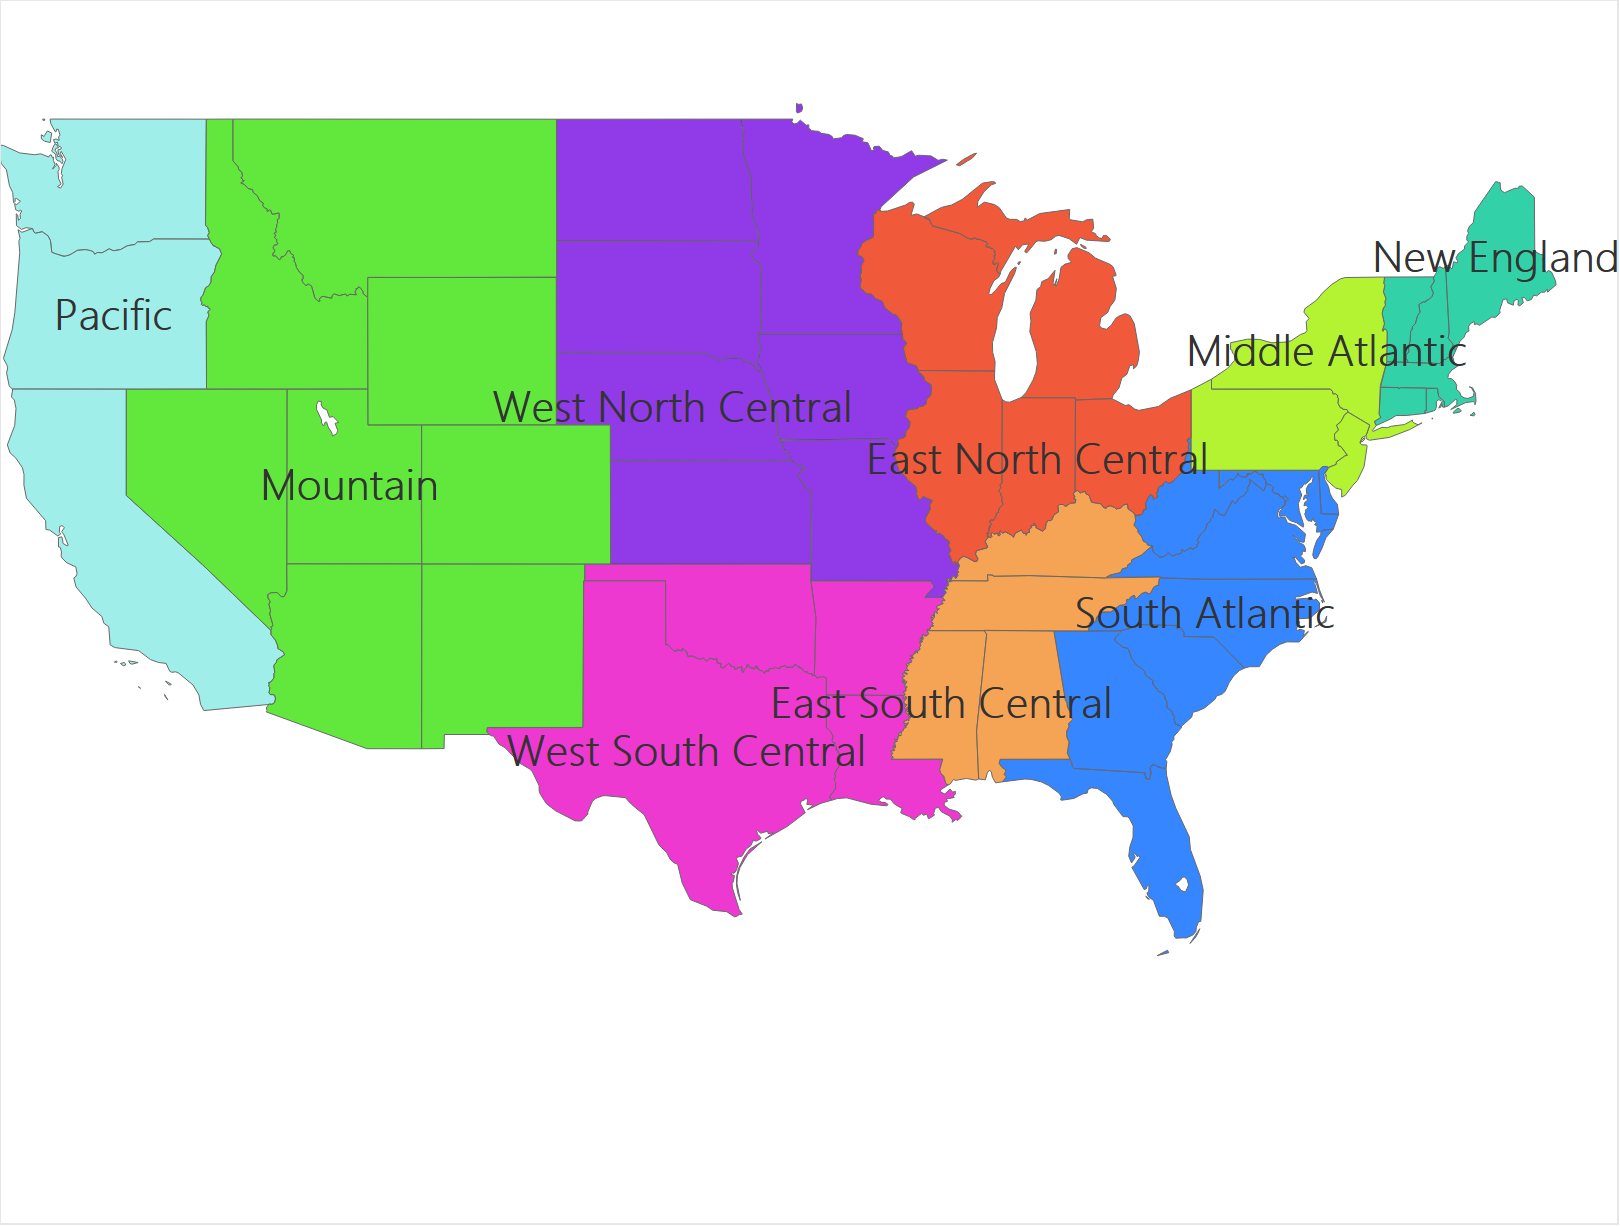 New England
Pacific
Middle Atlantic
West North Central
East North Central
Mountain
South Atlantic
East South Central
West South Central